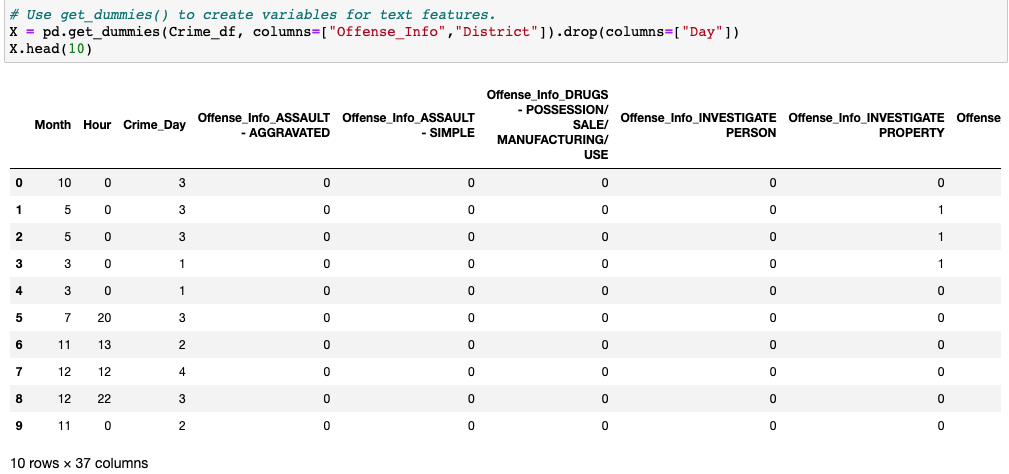 # Use get_dummies() to create variables for text features.
X = pd.get_dummies(Crime_df, columns=["Offense_Info","District"]).drop(columns=["Day"])
X.head(10)
Offense_Info_DRUGS
- POSSESSION/
SALE/
MANUFACTURING/
USE
Month Hour Crime_Day
Offense_Info_ASSAULT
- AGGRAVATED
Offense_Info_ASSAULT
- SIMPLE
Offense_Info_INVESTIGATE
PERSON
Offense_Info_INVESTIGATE
PROPERTY
Offense
0 10 0 3 0 0 0 0 0
1 5 0 3 0 0 0 0 1
2 5 0 3 0 0 0 0 1
3 3 0 1 0 0 0 0 1
4 3 0 1 0 0 0 0 0
5 7 20 3 0 0 0 0 0
6 11 13 2 0 0 0 0 0
7 12 12 4 0 0 0 0 0
8 12 22 3 0 0 0 0 0
9 11 0 2 0 0 0 0 0
10 rows × 37 columns